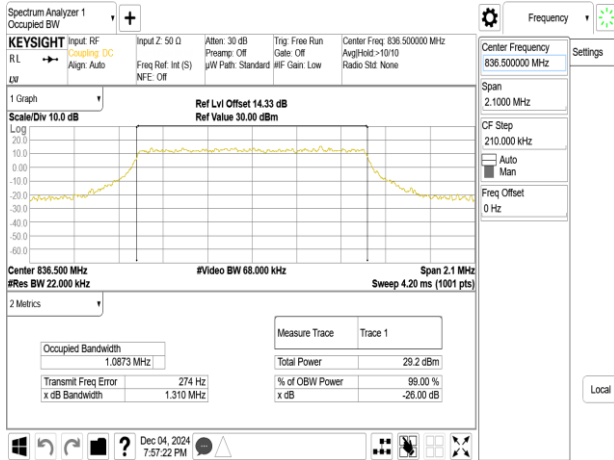 Spectrum Analyzer 1
Occupied BW
Frequency
KEYSIGHT
Input: RF
Input Z: 50 Ω
Atten: 30 dB
Trig: Free Run
Center Freq: 836.500000 MHz
RL
Coupling: DC
Preamp: Off
Gate: Off
Avg|Hold:>10/10
Align: Auto
Freq Ref: Int (S)
µW Path: Standard
#IF Gain: Low
Radio Std: None
NFE: Off
LXI
Center Frequency
836.500000 MHz
Settings
Span
2.1000 MHz
CF Step
210.000 kHz
Auto
Man
Freq Offset
0 Hz
Local
1 Graph
Scale/Div 10.0 dB
Ref Lvl Offset 14.33 dB
Ref Value 30.00 dBm
Log
20.0
10.0
0.00
-10.0
-20.0
-30.0
-40.0
-50.0
-60.0
Center 836.500 MHz
#Video BW 68.000 kHz
Span 2.1 MHz
#Res BW 22.000 kHz
Sweep 4.20 ms (1001 pts)
2 Metrics
Measure Trace
Trace 1
Occupied Bandwidth
1.0873 MHz
Total Power
29.2 dBm
Transmit Freq Error
274 Hz
% of OBW Power
99.00 %
x dB Bandwidth
1.310 MHz
x dB
-26.00 dB
Dec 04, 2024
7:57:22 PM